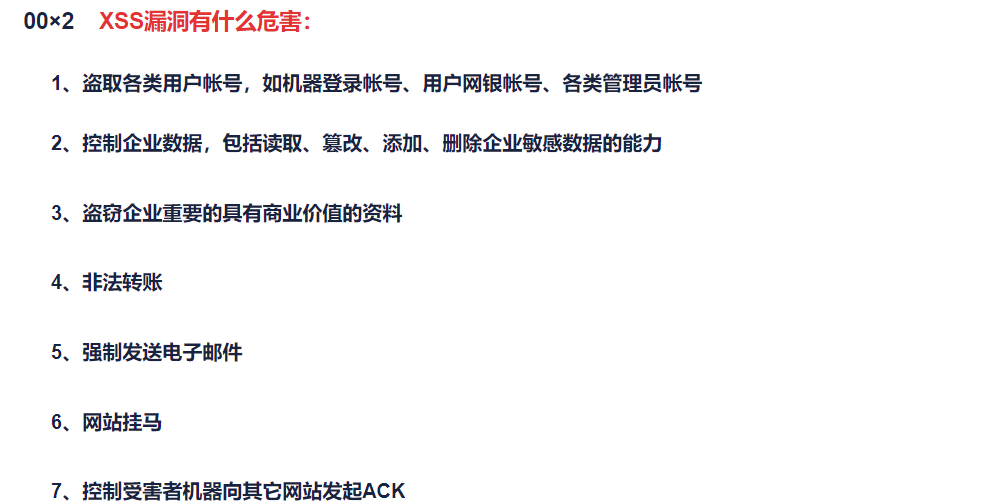 00×2 XSS漏洞有什么危害：
1、盗取各类用户帐号，如机器登录帐号、用户网银帐号、各类管理员帐号
2、控制企业数据，包括读取、篡改、添加、删除企业敏感数据的能力
3、盗窃企业重要的具有商业价值的资料
4、非法转账
5、强制发送电子邮件
6、网站挂马
7、控制受害者机器向其它网站发起ACK